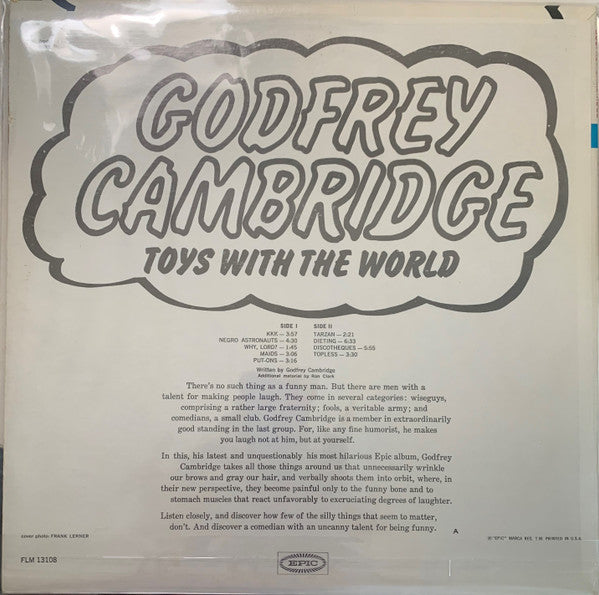 GODFREY
CAMBRIDGE
TOYS WITH THE WORLD
SIDE I
KKK — 3:57
NEGRO ASTRONAUTS — 4:30
WHY, LORD? — 1:45
MAIDS — 3:06
PUT-ONS — 3:16
SIDE II
TARZAN — 2:21
DIETING — 6:33
DISCOTHEQUES — 5:55
TOPLESS — 3:30
Written by Godfrey Cambridge
Additional material by Ron Clark
There's no such thing as a funny man. But there are men with a
talent for making people laugh. They come in several categories: wiseguys,
comprising a rather large fraternity; fools, a veritable army; and
comedians, a small club. Godfrey Cambridge is a member in extraordinarily
good standing in the last group. For, like any fine humorist, he makes
you laugh not at him, but at yourself.
In this, his latest and unquestionably his most hilarious Epic album, Godfrey
Cambridge takes all those things around us that unnecessarily wrinkle
our brows and gray our hair, and verbally shoots them into orbit, where, in
their new perspective, they become painful only to the funny bone and to
stomach muscles that react unfavorably to excruciating degrees of laughter.
Listen closely, and discover how few of the silly things that seem to matter,
don't. And discover a comedian with an uncanny talent for being funny.
A
cover photo: FRANK LERNER
® "EPIC" MARCA REG. T.M. PRINTED IN U.S.A.
FLM 13108
EPIC